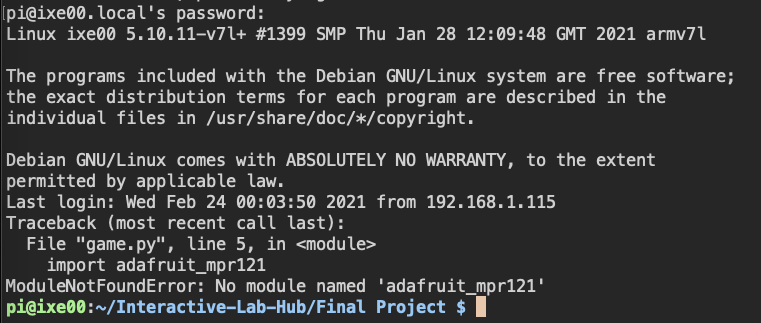 pi@ixe00.local's password:
Linux ixe00 5.10.11-v7l+ #1399 SMP Thu Jan 28 12:09:48 GMT 2021 armv7l
The programs included with the Debian GNU/Linux system are free software;
the exact distribution terms for each program are described in the
individual files in /usr/share/doc/*/copyright.
Debian GNU/Linux comes with ABSOLUTELY NO WARRANTY, to the extent
permitted by applicable law.
Last login: Wed Feb 24 00:03:50 2021 from 192.168.1.115
Traceback (most recent call last):
  File "game.py", line 5, in <module>
    import adafruit_mpr121
ModuleNotFoundError: No module named 'adafruit_mpr121'
pi@ixe00:~/Interactive-Lab-Hub/Final Project $